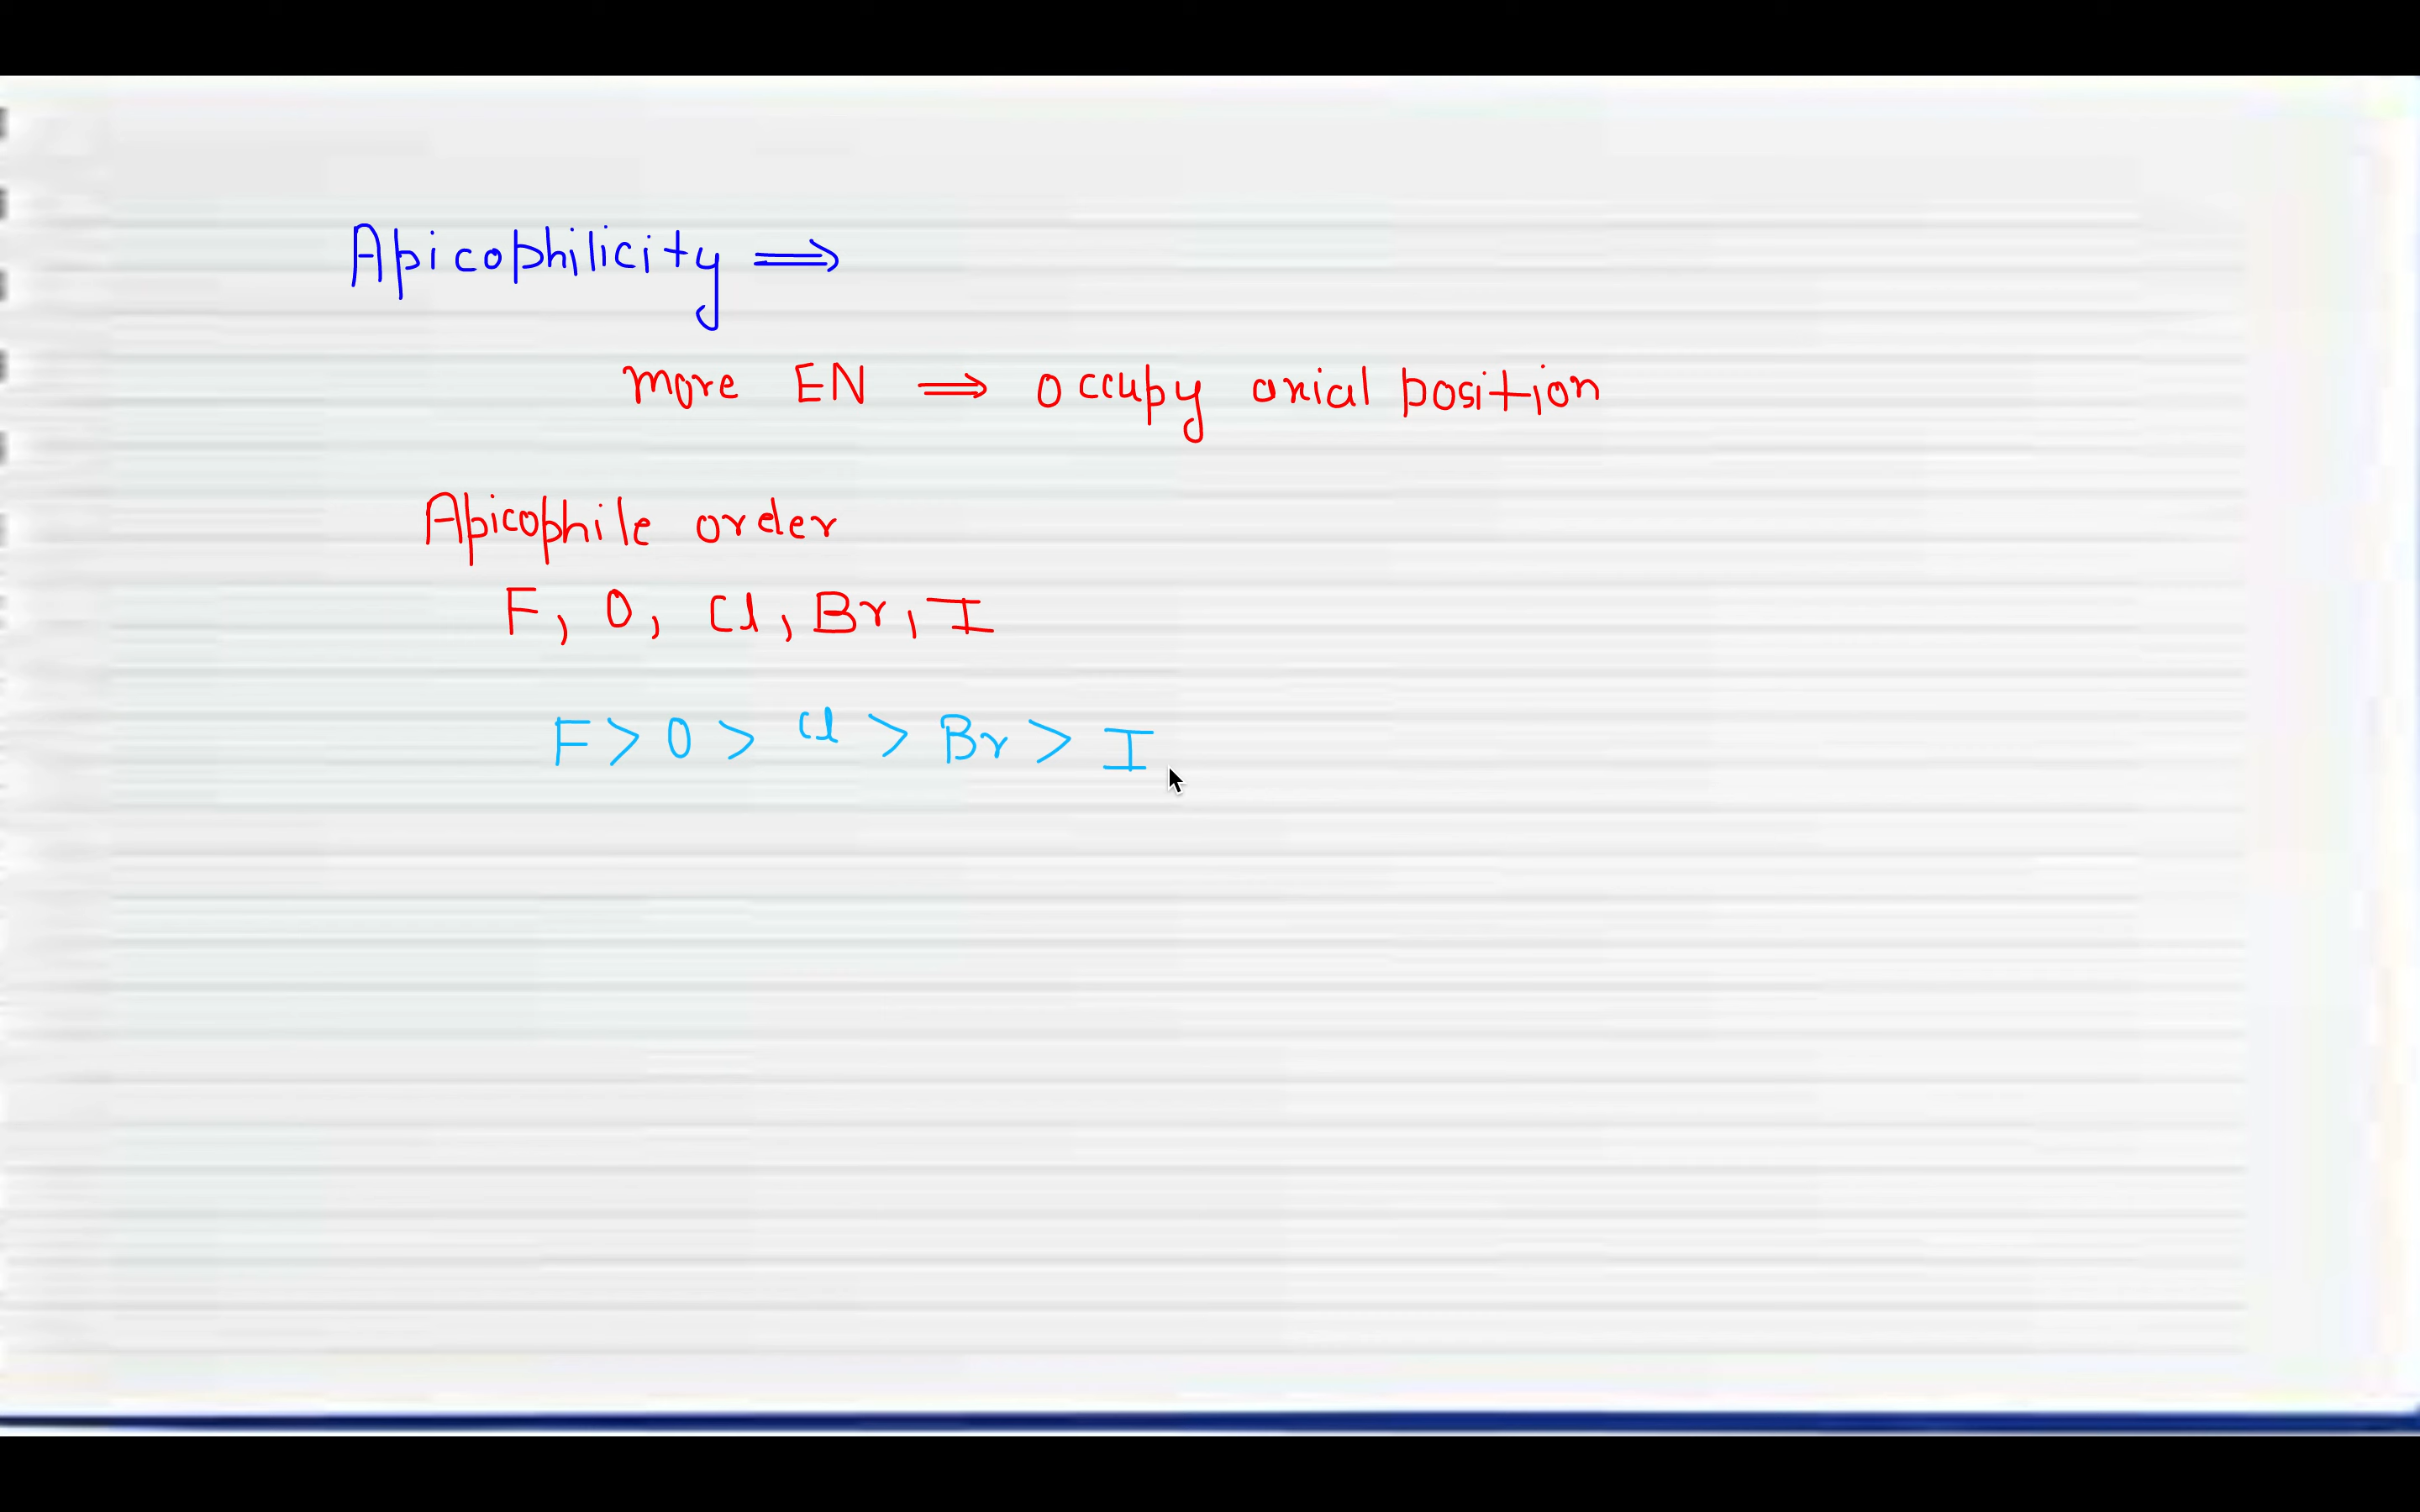 Apicophilicity ⟹
more EN ⟹ occupy axial position
Apicophile order
F, O, Cl, Br, I
F > O > Cl > Br > I